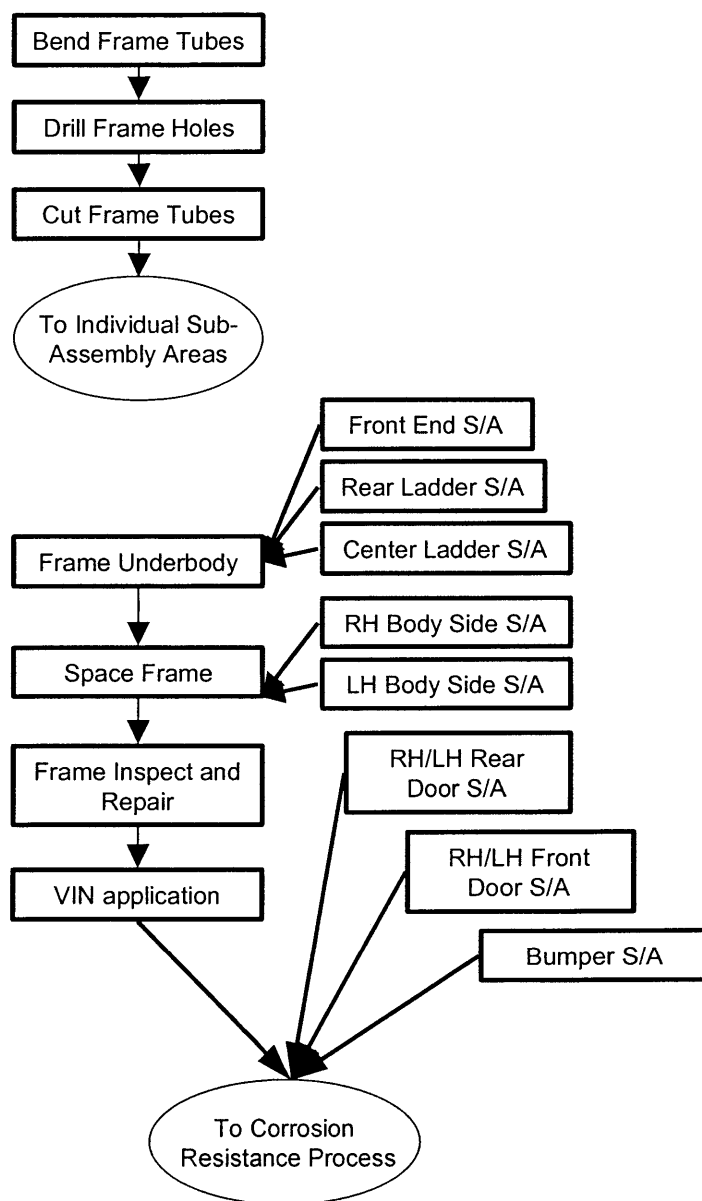 Bend Frame Tubes
Drill Frame Holes
Cut Frame Tubes
To Individual Sub-
Assembly Areas
Front End S/A
Rear Ladder S/A
Center Ladder S/A
Frame Underbody
RH Body Side S/A
LH Body Side S/A
Space Frame
Frame Inspect and
Repair
RH/LH Rear
Door S/A
RH/LH Front
Door S/A
VIN application
Bumper S/A
To Corrosion
Resistance Process